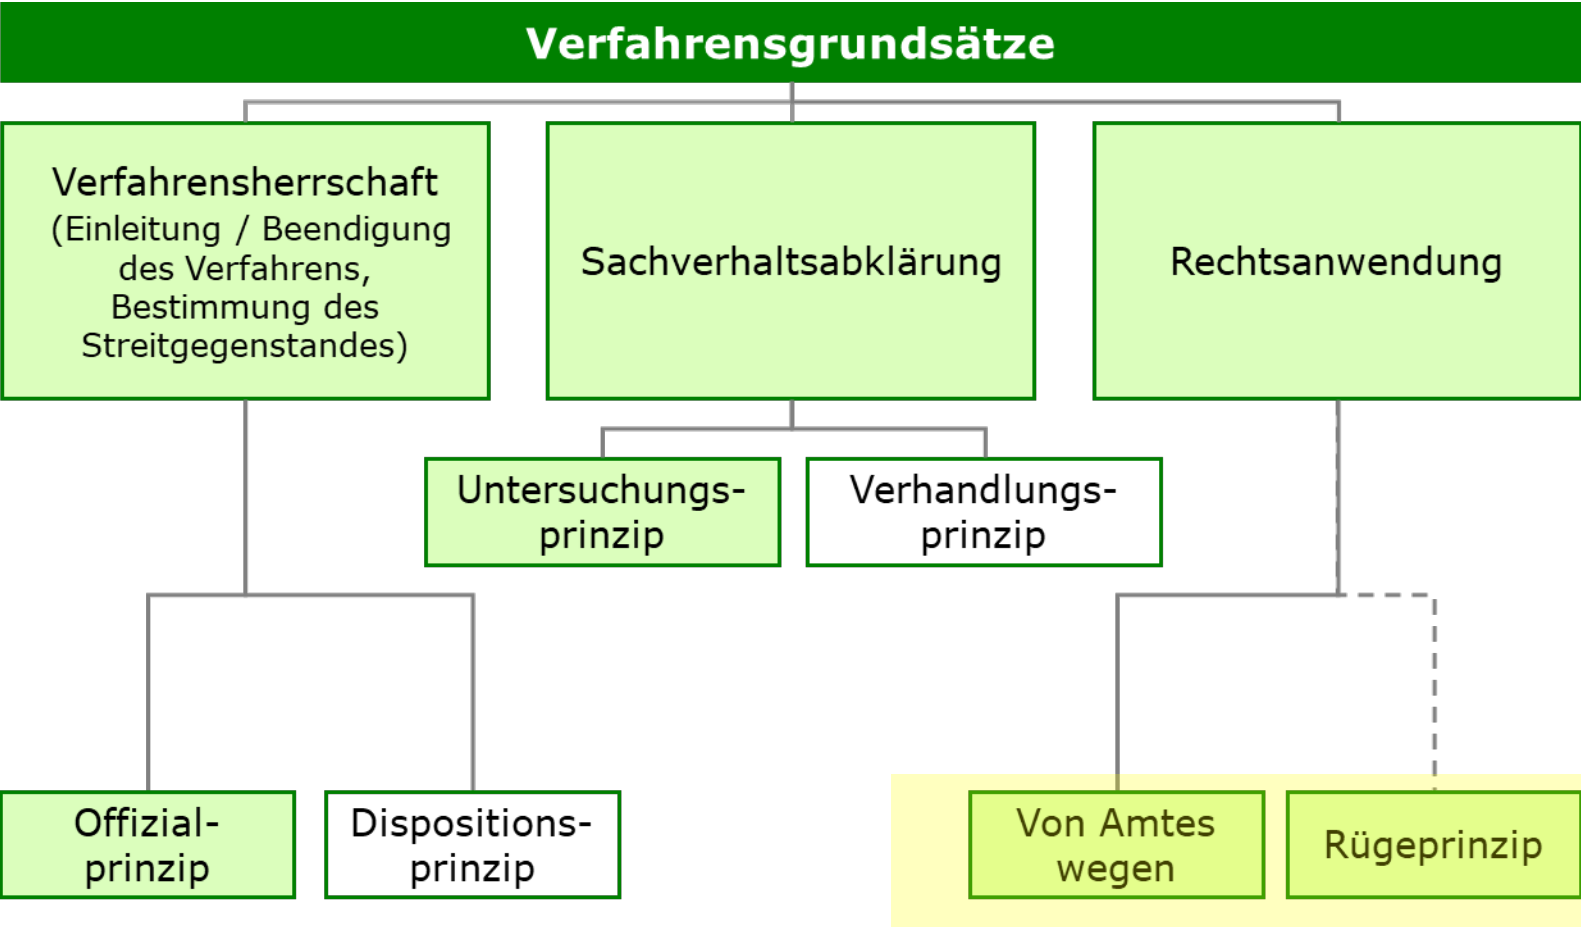 Verfahrensgrundsätze
Verfahrensherrschaft
(Einleitung / Beendigung
des Verfahrens,
Bestimmung des
Streitgegenstandes)
Sachverhaltsabklärung
Rechtsanwendung
Untersuchungs-
prinzip
Verhandlungs-
prinzip
Offizial-
prinzip
Dispositions-
prinzip
Von Amtes
wegen
Rügeprinzip